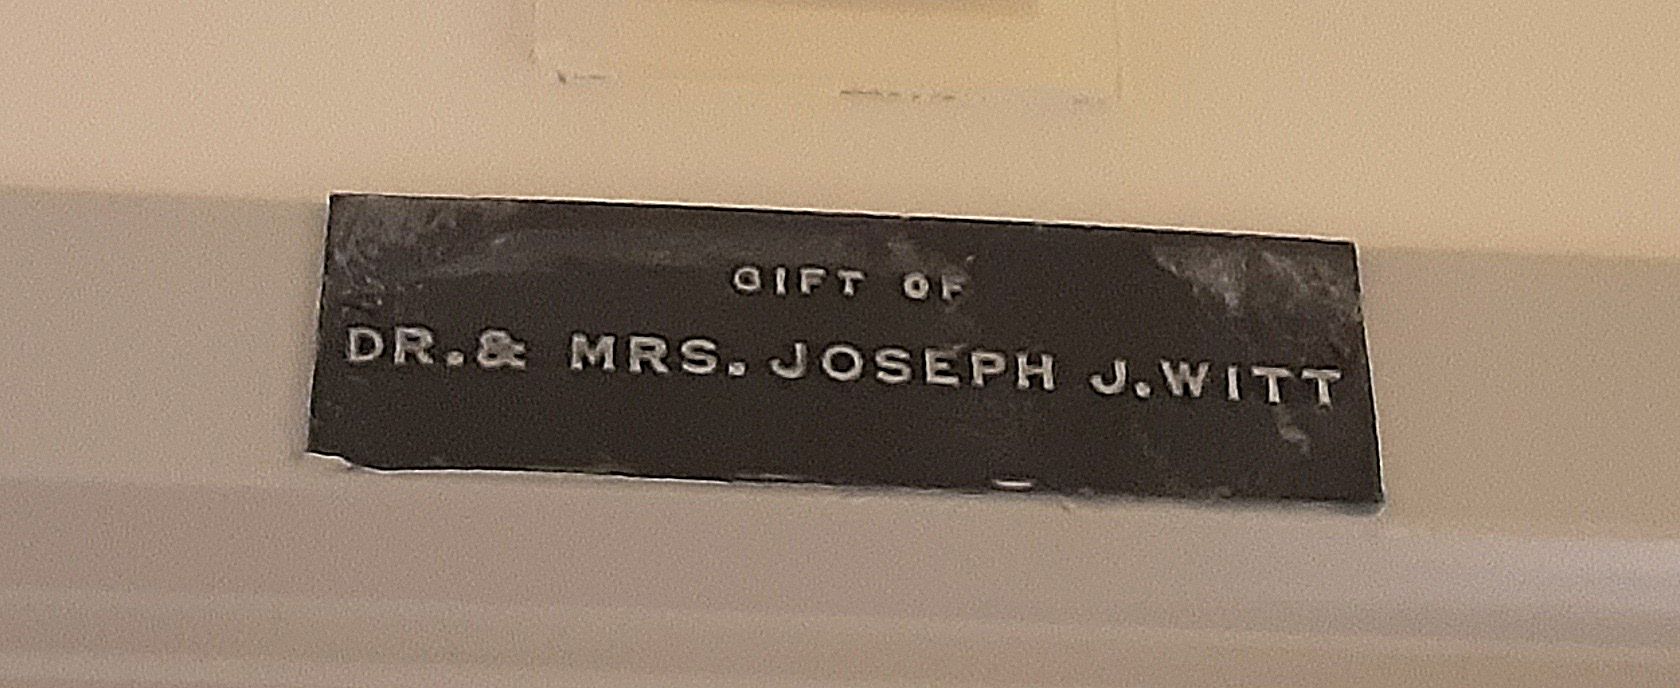 GIFT OF
DR. & MRS. JOSEPH J. WITT